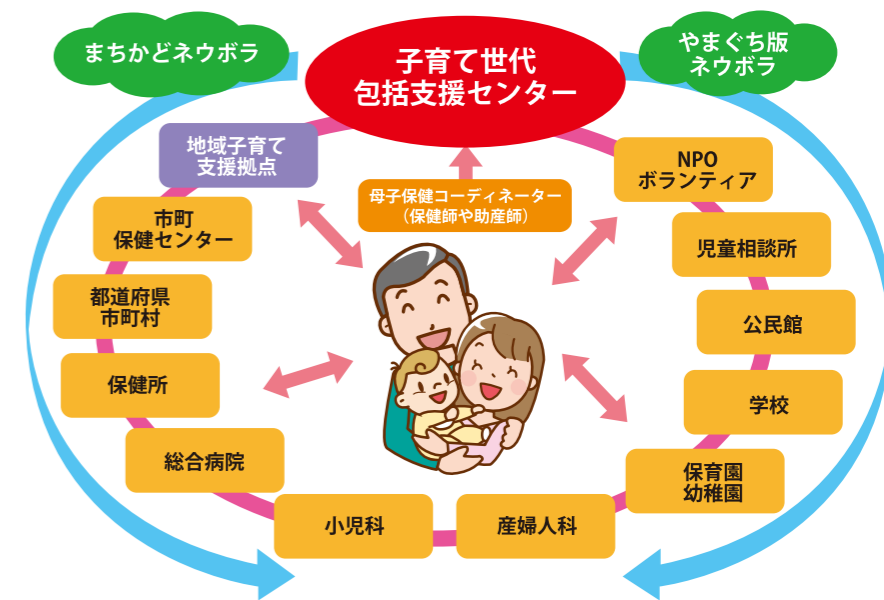 まちかどネウボラ
子育て世代
包括支援センター
やまぐち版
ネウボラ
地域子育て
支援拠点
母子保健コーディネーター
（保健師や助産師）
NPO
ボランティア
市町
保健センター
児童相談所
都道府県
市町村
公民館
保健所
学校
総合病院
保育園
幼稚園
小児科
産婦人科